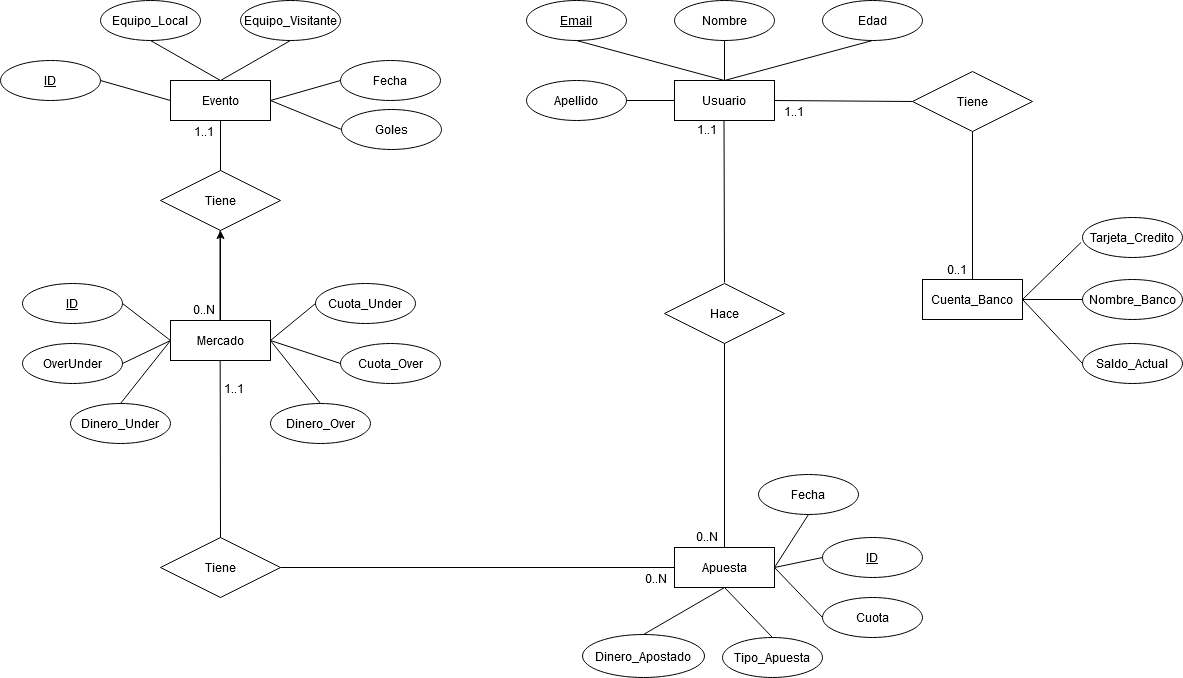 Equipo_Local
Equipo_Visitante
ID
Evento
Fecha
Goles
1..1
Tiene
0..N
Mercado
ID
OverUnder
Dinero_Under
Cuota_Under
Cuota_Over
Dinero_Over
1..1
Tiene
0..N
Email
Nombre
Edad
Apellido
Usuario
1..1
1..1
Tiene
0..1
Cuenta_Banco
Tarjeta_Credito
Nombre_Banco
Saldo_Actual
Hace
0..N
Apuesta
Fecha
ID
Cuota
Dinero_Apostado
Tipo_Apuesta